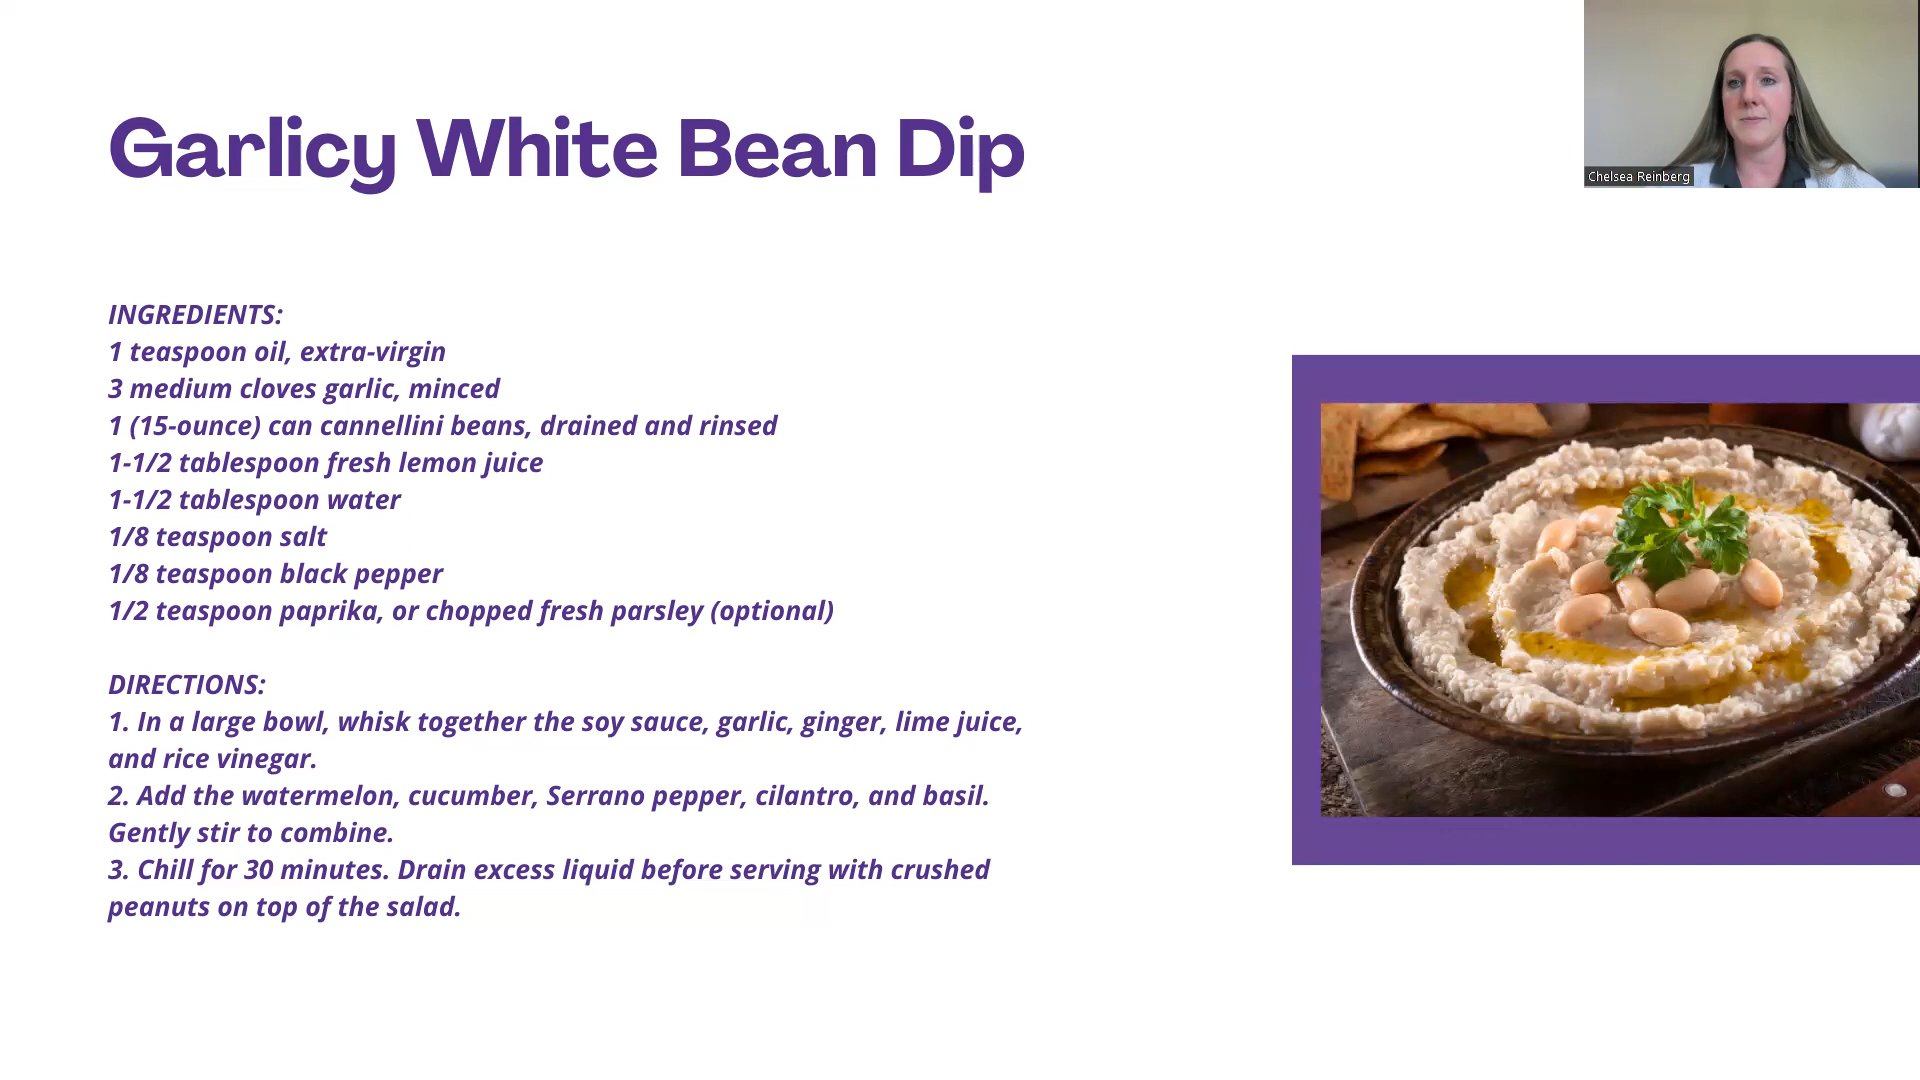 Garlicy White Bean Dip
Chelsea Reinberg
INGREDIENTS:
1 teaspoon oil, extra-virgin
3 medium cloves garlic, minced
1 (15-ounce) can cannellini beans, drained and rinsed
1-1/2 tablespoon fresh lemon juice
1-1/2 tablespoon water
1/8 teaspoon salt
1/8 teaspoon black pepper
1/2 teaspoon paprika, or chopped fresh parsley (optional)
DIRECTIONS:
1. In a large bowl, whisk together the soy sauce, garlic, ginger, lime juice,
and rice vinegar.
2. Add the watermelon, cucumber, Serrano pepper, cilantro, and basil.
Gently stir to combine.
3. Chill for 30 minutes. Drain excess liquid before serving with crushed
peanuts on top of the salad.